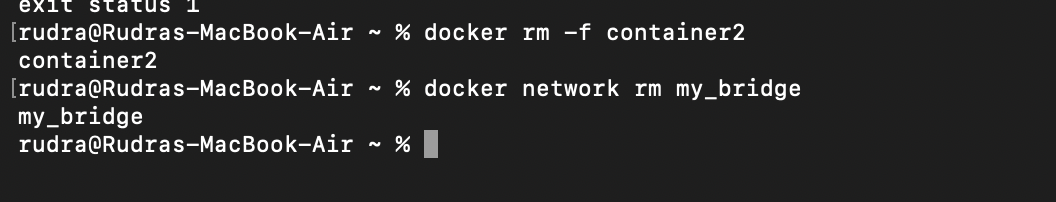 exit status 1
[rudra@Rudras-MacBook-Air ~ % docker rm -f container2
container2
[rudra@Rudras-MacBook-Air ~ % docker network rm my_bridge
my_bridge
rudra@Rudras-MacBook-Air ~ %